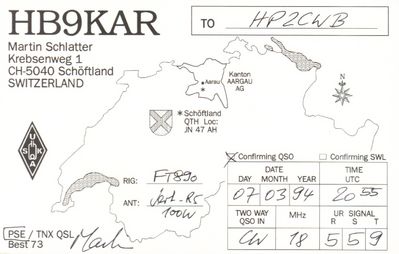 HB9KAR
TO HP2CWB
Martin Schlatter
Krebsenweg 1
CH-5040 Schöftland
SWITZERLAND
Aarau
Kanton
AARGAU
AG
* Schöftland
QTH Loc:
JN 47 AH
USKA
RIG: FT890
ANT: vert. R5
100W
Confirming QSO Confirming SWL
DATE TIME
DAY MONTH YEAR UTC
07 03 94 20 55
TWO WAY QSO IN MHz UR SIGNAL R S T
CW 18 5 5 9
PSE / TNX QSL
Best 73 Martin